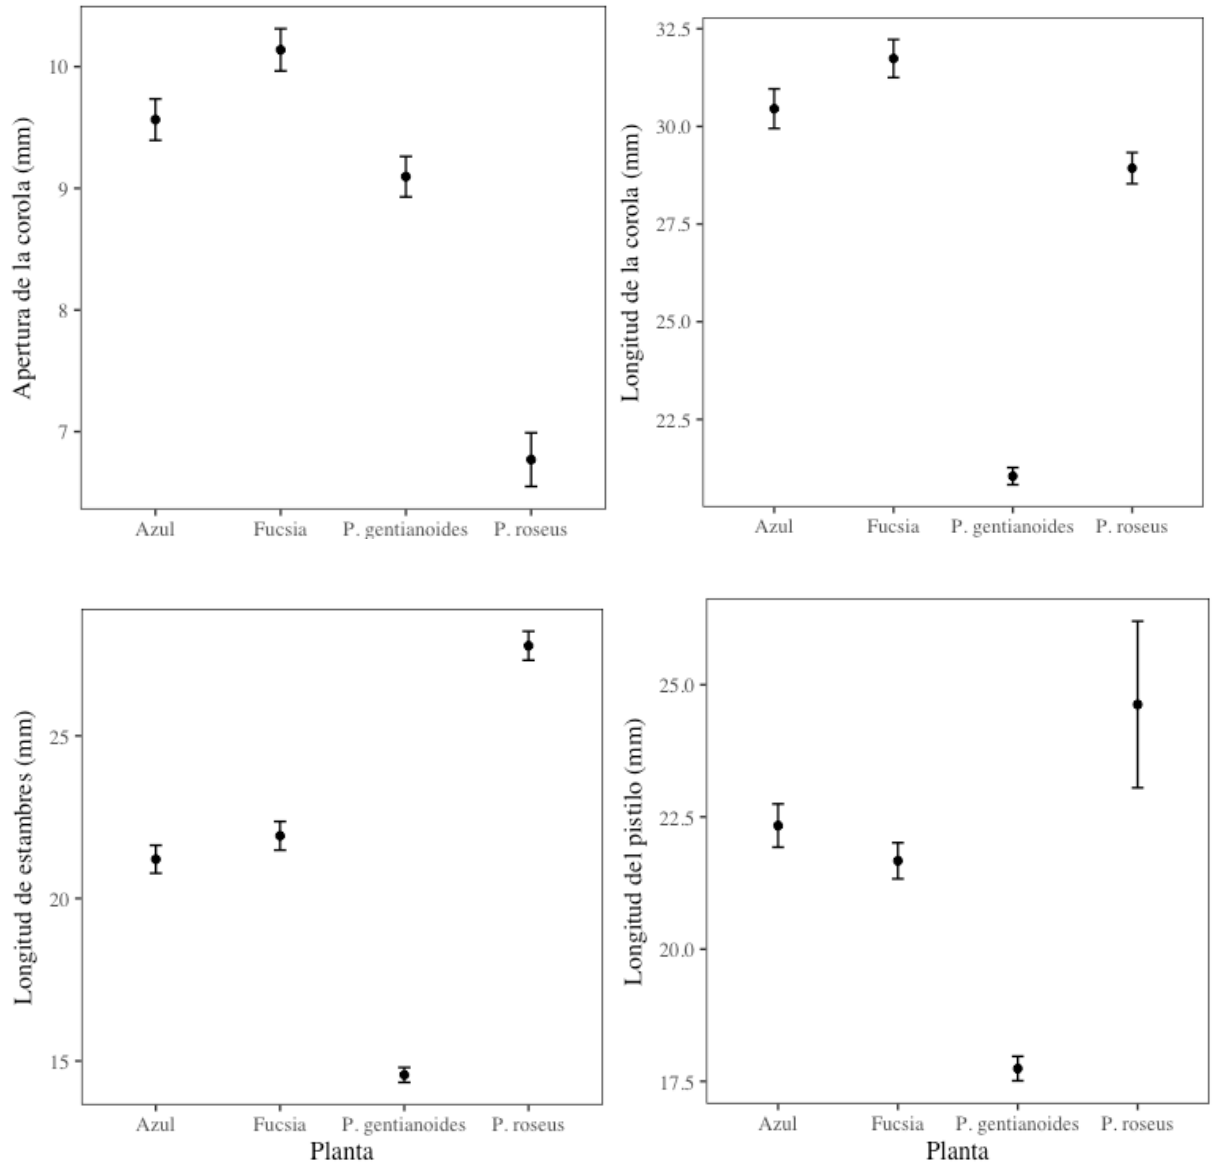 Apertura de la corola (mm)
10
9
8
7
Azul Fucsia P. gentianoides P. roseus
Longitud de la corola (mm)
32.5
30.0
27.5
25.0
22.5
Azul Fucsia P. gentianoides P. roseus
Longitud de estambres (mm)
25
20
15
Azul Fucsia P. gentianoides P. roseus
Planta
Longitud del pistilo (mm)
25.0
22.5
20.0
17.5
Azul Fucsia P. gentianoides P. roseus
Planta